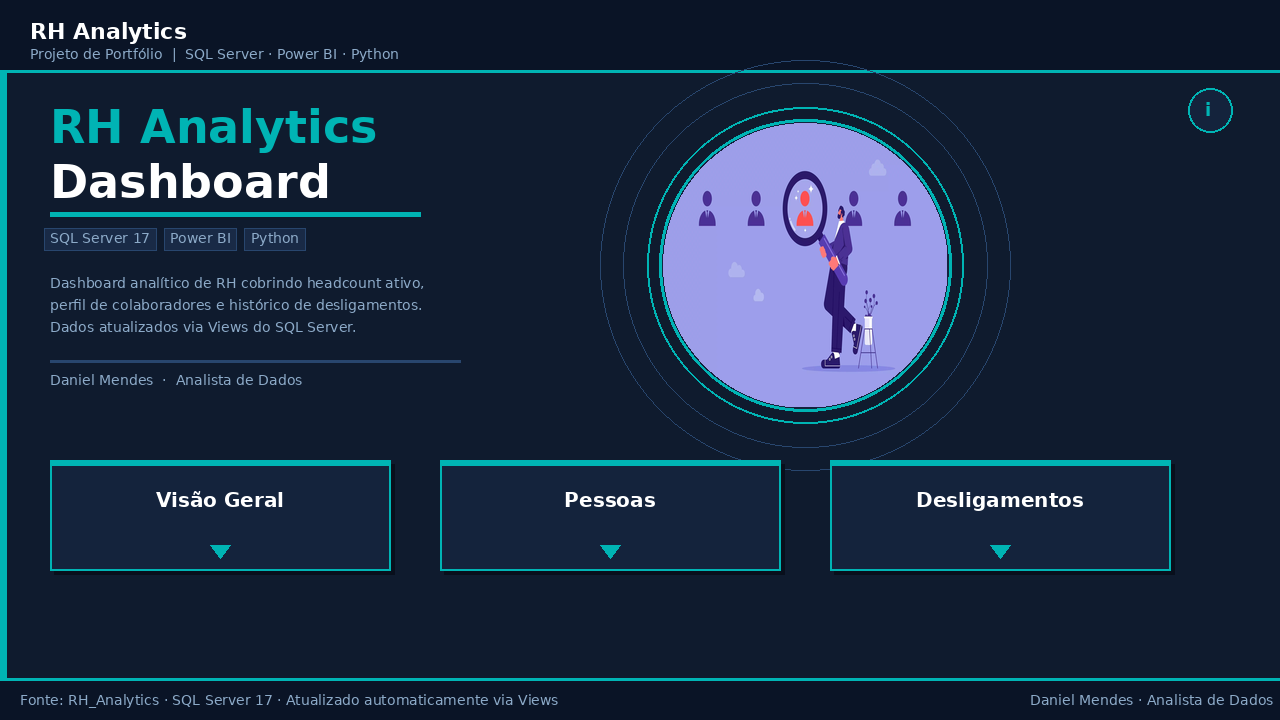 RH Analytics
Projeto de Portfólio | SQL Server · Power BI · Python
i
RH Analytics
Dashboard
SQL Server 17 Power BI Python
Dashboard analítico de RH cobrindo headcount ativo,
perfil de colaboradores e histórico de desligamentos.
Dados atualizados via Views do SQL Server.
Daniel Mendes · Analista de Dados
Visão Geral
Pessoas
Desligamentos
Fonte: RH_Analytics · SQL Server 17 · Atualizado automaticamente via Views
Daniel Mendes · Analista de Dados